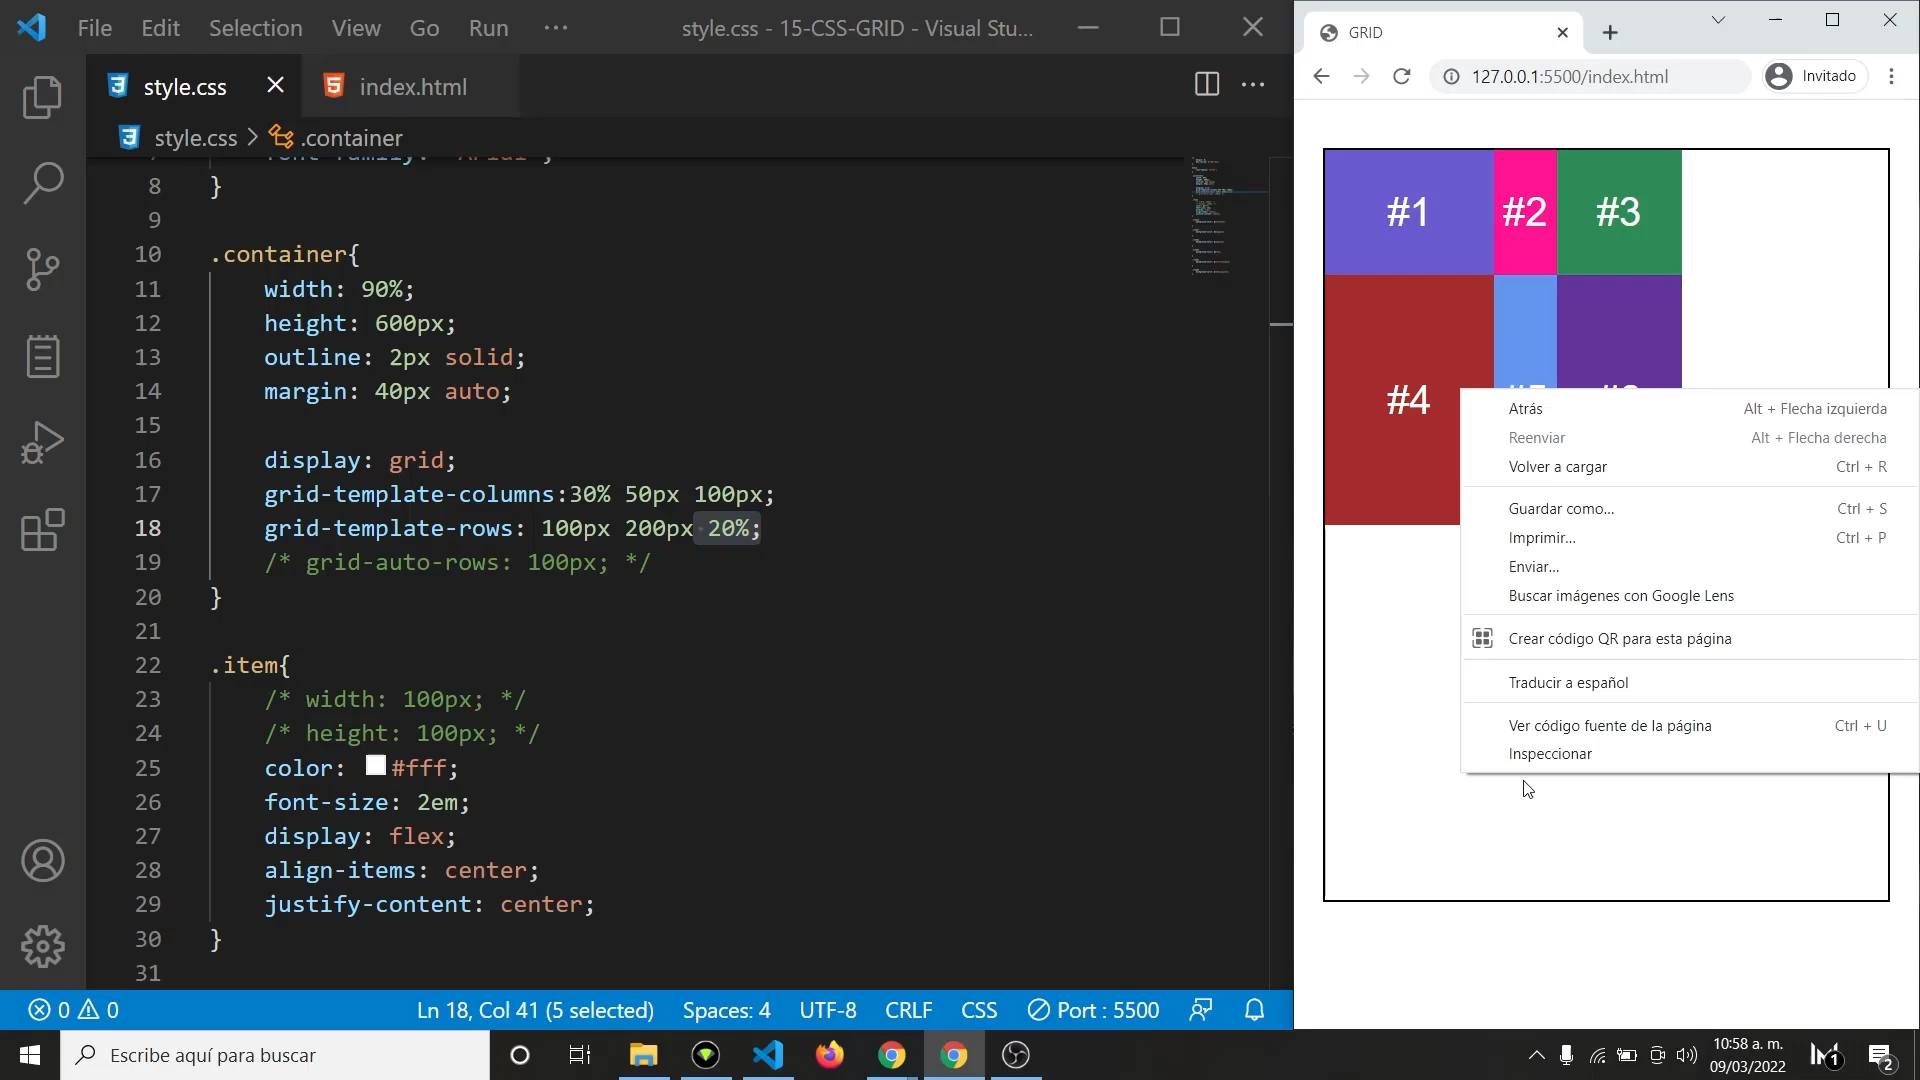 File Edit Selection View Go Run ··· style.css - 15-CSS-GRID - Visual Stu...
style.css index.html
style.css > .container
8 }
9
10 .container{
11 width: 90%;
12 height: 600px;
13 outline: 2px solid;
14 margin: 40px auto;
15
16 display: grid;
17 grid-template-columns:30% 50px 100px;
18 grid-template-rows: 100px 200px 20%;
19 /* grid-auto-rows: 100px; */
20 }
21
22 .item{
23 /* width: 100px; */
24 /* height: 100px; */
25 color: #fff;
26 font-size: 2em;
27 display: flex;
28 align-items: center;
29 justify-content: center;
30 }
31
0 0 Ln 18, Col 41 (5 selected) Spaces: 4 UTF-8 CRLF CSS Port : 5500
GRID
127.0.0.1:5500/index.html Invitado
#1 #2 #3
#4
Atrás Alt + Flecha izquierda
Reenviar Alt + Flecha derecha
Volver a cargar Ctrl + R
Guardar como... Ctrl + S
Imprimir... Ctrl + P
Enviar...
Buscar imágenes con Google Lens
Crear código QR para esta página
Traducir a español
Ver código fuente de la página Ctrl + U
Inspeccionar
Escribe aquí para buscar
10:58 a. m.
09/03/2022
1
2